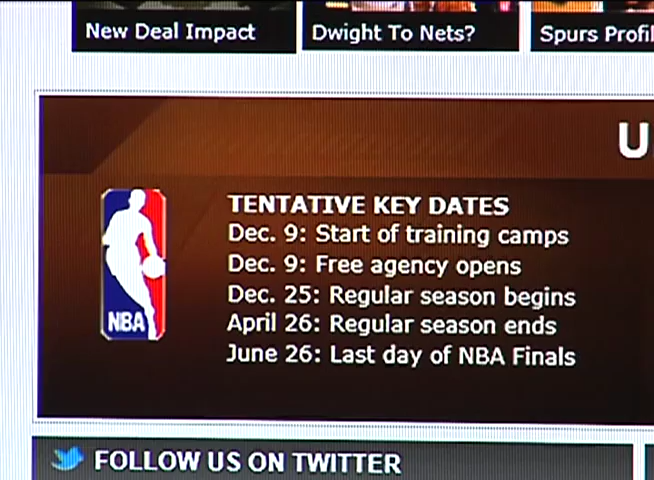 New Deal Impact
Dwight To Nets?
Spurs
TENTATIVE KEY DATES
Dec. 9: Start of training camps
Dec. 9: Free agency opens
Dec. 25: Regular season begins
April 26: Regular season ends
June 26: Last day of NBA Finals
NBA
FOLLOW US ON TWITTER